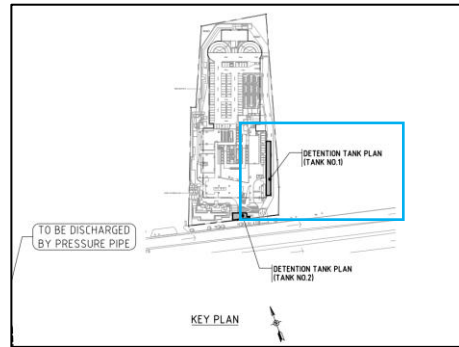 DETENTION TANK PLAN
(TANK NO.1)
TO BE DISCHARGED
BY PRESSURE PIPE
DETENTION TANK PLAN
(TANK NO.2)
KEY PLAN